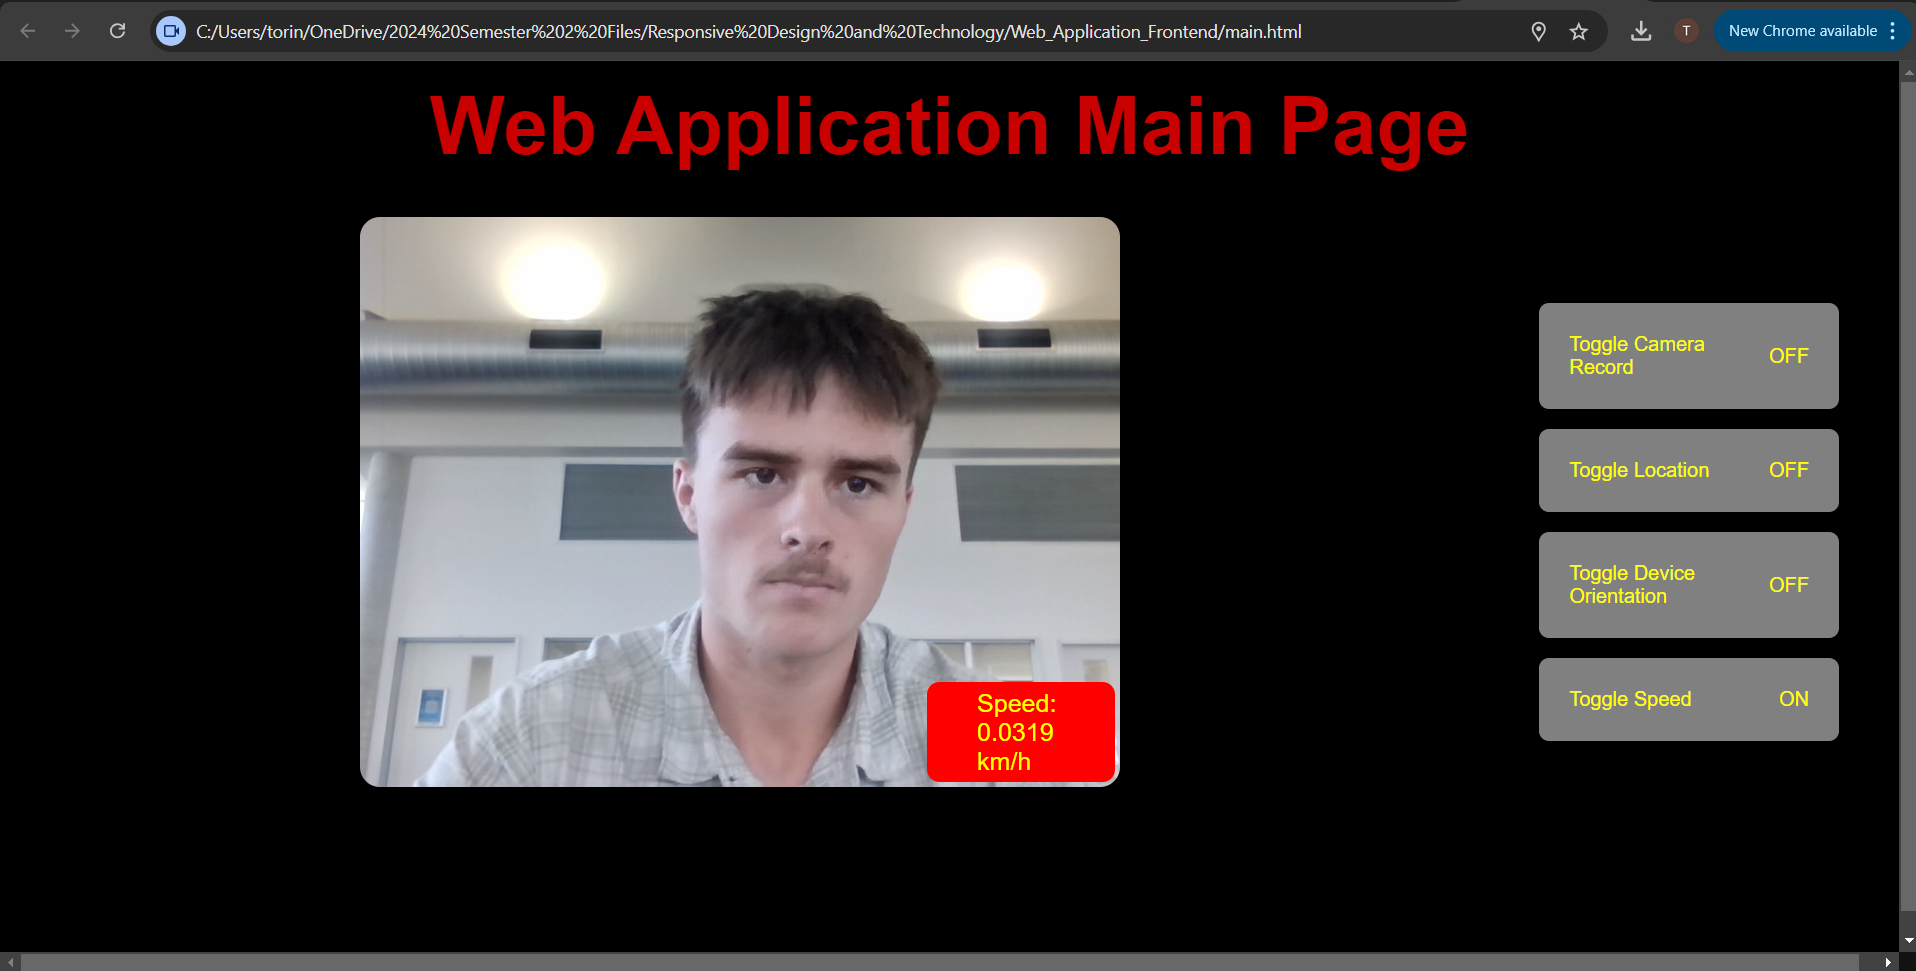 C:/Users/torin/OneDrive/2024%20Semester%202%20Files/Responsive%20Design%20and%20Technology/Web_Application_Frontend/main.html
T
New Chrome available
Web Application Main Page
Toggle Camera
Record
OFF
Toggle Location
OFF
Toggle Device
Orientation
OFF
Toggle Speed
ON
Speed:
0.0319
km/h